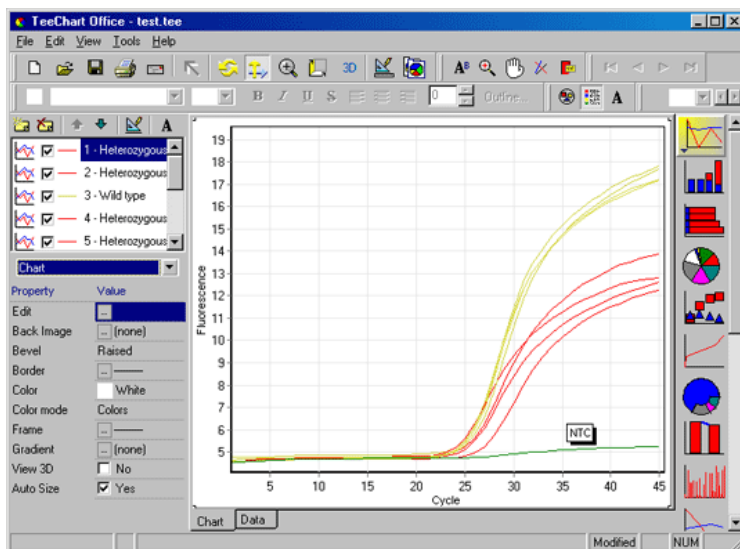 TeeChart Office - test.tee
File Edit View Tools Help
3D A B
B I U S 0 Outline... A
A
1 - Heterozygous
2 - Heterozygous
3 - Wild type
4 - Heterozygous
5 - Heterozygous
Chart
Property Value
Edit ...
Back Image ... (none)
Bevel Raised
Border ...
Color White
Color mode Colors
Frame ...
Gradient ... (none)
View 3D No
Auto Size Yes
Fluorescence
19
18
17
16
15
14
13
12
11
10
9
8
7
6
5
NTC
5 10 15 20 25 30 35 40 45
Cycle
Chart Data
Modified NUM